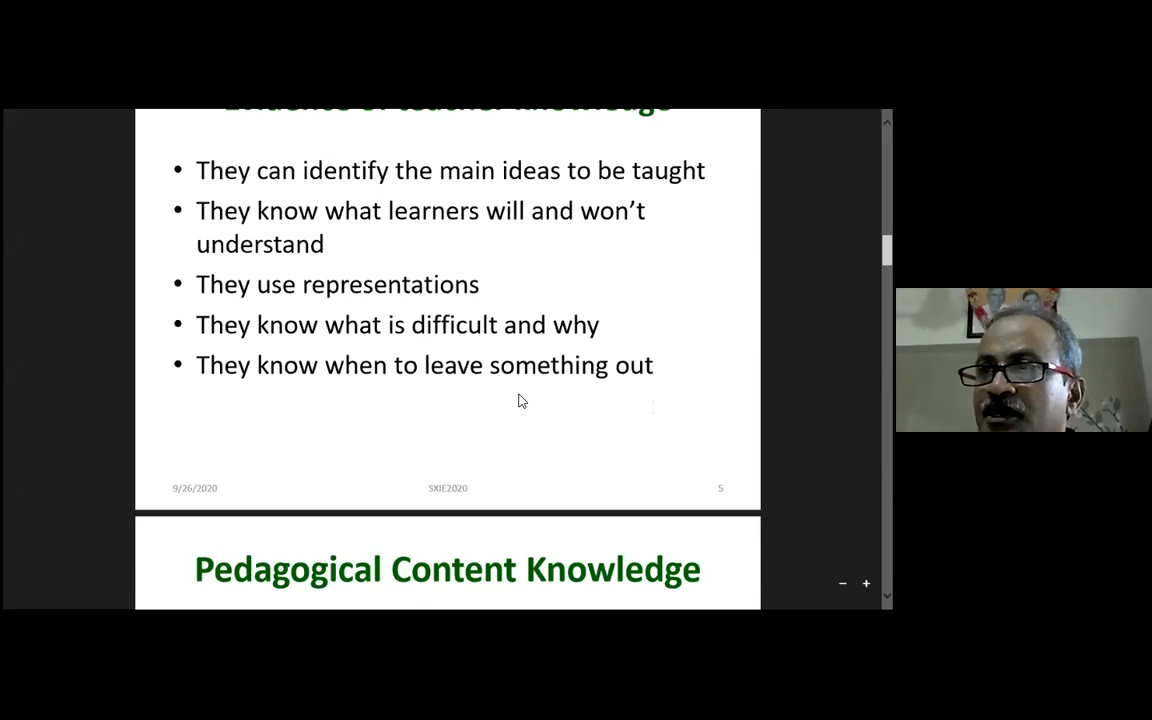 Evidence of teacher knowledge
• They can identify the main ideas to be taught
• They know what learners will and won’t
understand
• They use representations
• They know what is difficult and why
• They know when to leave something out
9/26/2020 SXIE2020 5
Pedagogical Content Knowledge